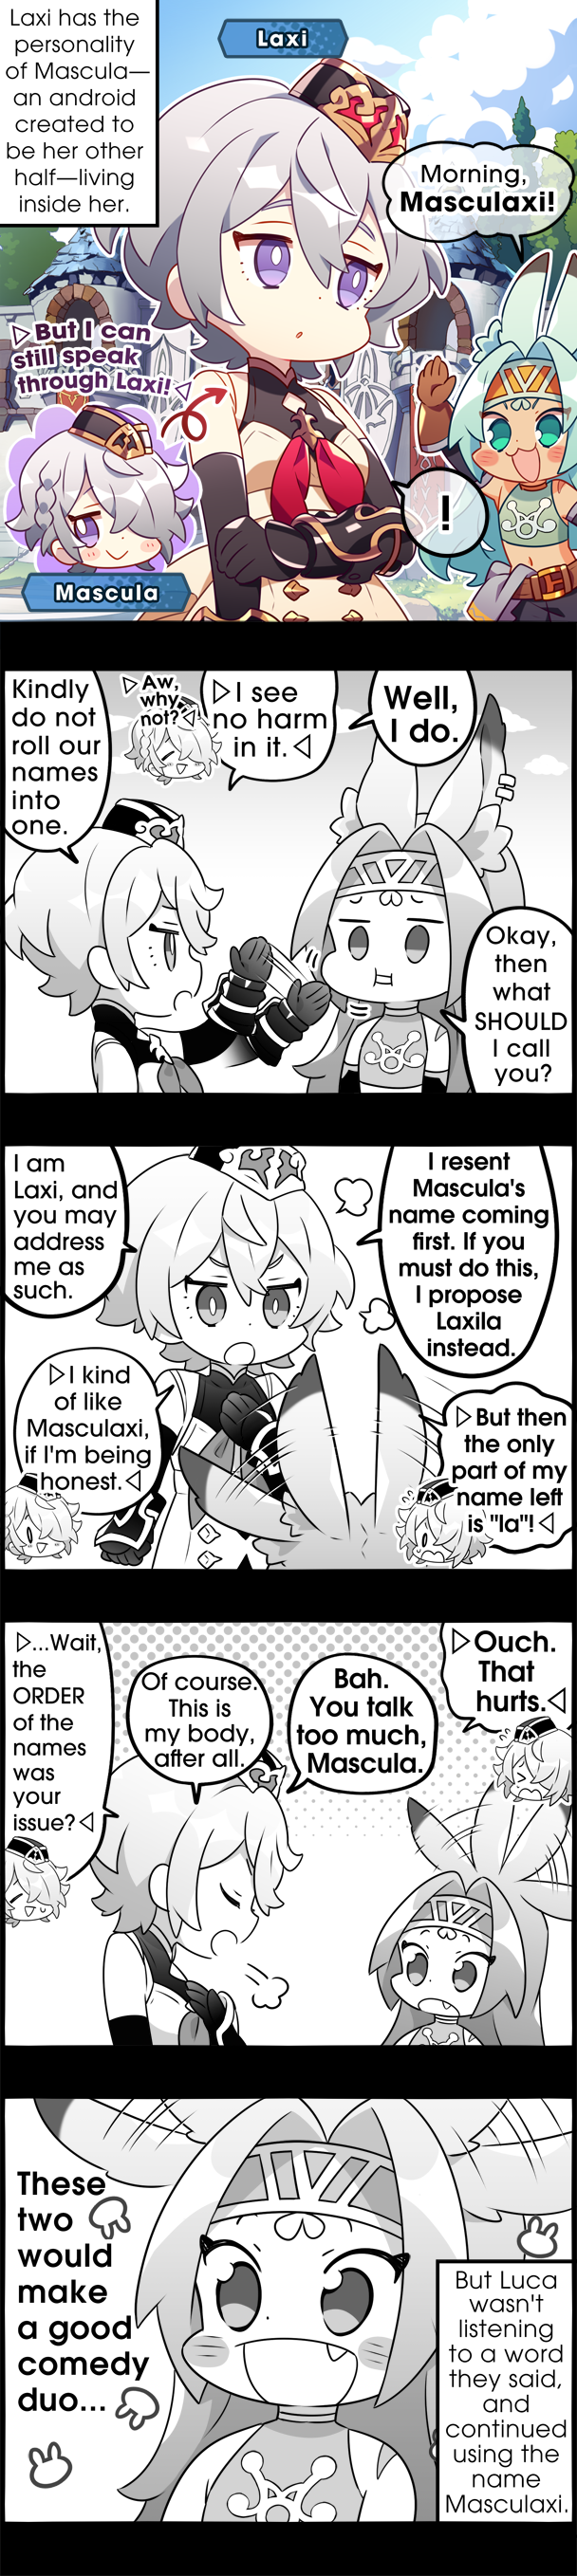 Laxi has the
personality
of Mascula—
an android
created to
be her other
half—living
inside her.
Laxi
Morning,
Masculaxi!
▷But I can
still speak
through Laxi!◁
!
Mascula
Kindly
do not
roll our
names
into
one.
▷Aw,
why
not?◁
▷I see
no harm
in it.◁
Well,
I do.
Okay,
then
what
SHOULD
I call
you?
I am
Laxi, and
you may
address
me as
such.
I resent
Mascula's
name coming
first. If you
must do this,
I propose
Laxila
instead.
▷I kind
of like
Masculaxi,
if I'm being
honest.◁
▷But then
the only
part of my
name left
is "la"!◁
▷...Wait,
the
ORDER
of the
names
was
your
issue?◁
Of course.
This is
my body,
after all.
Bah.
You talk
too much,
Mascula.
▷Ouch.
That
hurts.◁
These
two
would
make
a good
comedy
duo...
But Luca
wasn't
listening
to a word
they said,
and
continued
using the
name
Masculaxi.